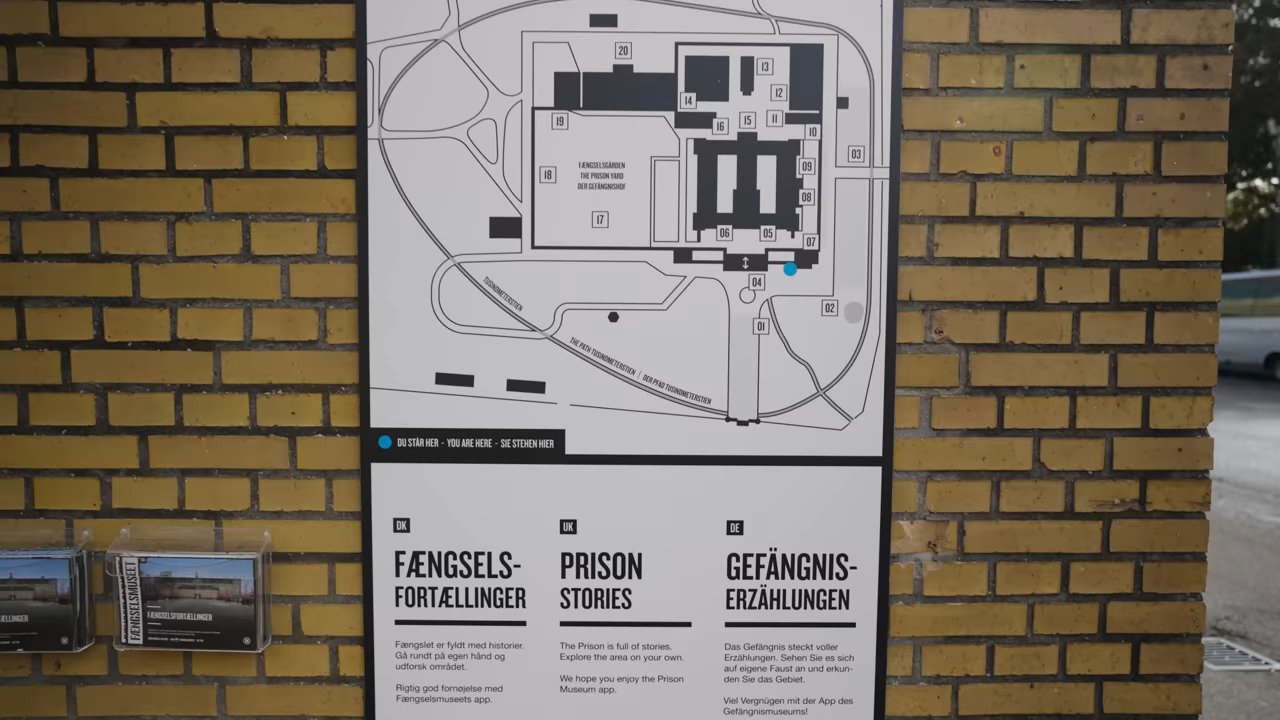 20
13
12
14
15
11
16
10
19
03
FÆNGSELSGÅRDEN
THE PRISON YARD
DER GEFÄNGNISHOF
09
18
08
17
06
05
07
04
TUSINDMETERSTIEN
02
01
THE PATH TUSINDMETERSTIEN | DER PFAD TUSINDMETERSTIEN
DU STÅR HER - YOU ARE HERE - SIE STEHEN HIER
DK
FÆNGSELS-
FORTÆLLINGER
Fængslet er fyldt med historier.
Gå rundt på egen hånd og
udforsk området.
Rigtig god fornøjelse med
Fængselsmuseets app.
UK
PRISON
STORIES
The Prison is full of stories.
Explore the area on your own.
We hope you enjoy the Prison
Museum app.
DE
GEFÄNGNIS-
ERZÄHLUNGEN
Das Gefängnis steckt voller
Erzählungen. Sehen Sie es sich
auf eigene Faust an und erkun-
den Sie das Gebiet.
Viel Vergnügen mit der App des
Gefängnismuseums!
FÆNGSELSMUSEET
FÆNGSELSFORTÆLLINGER